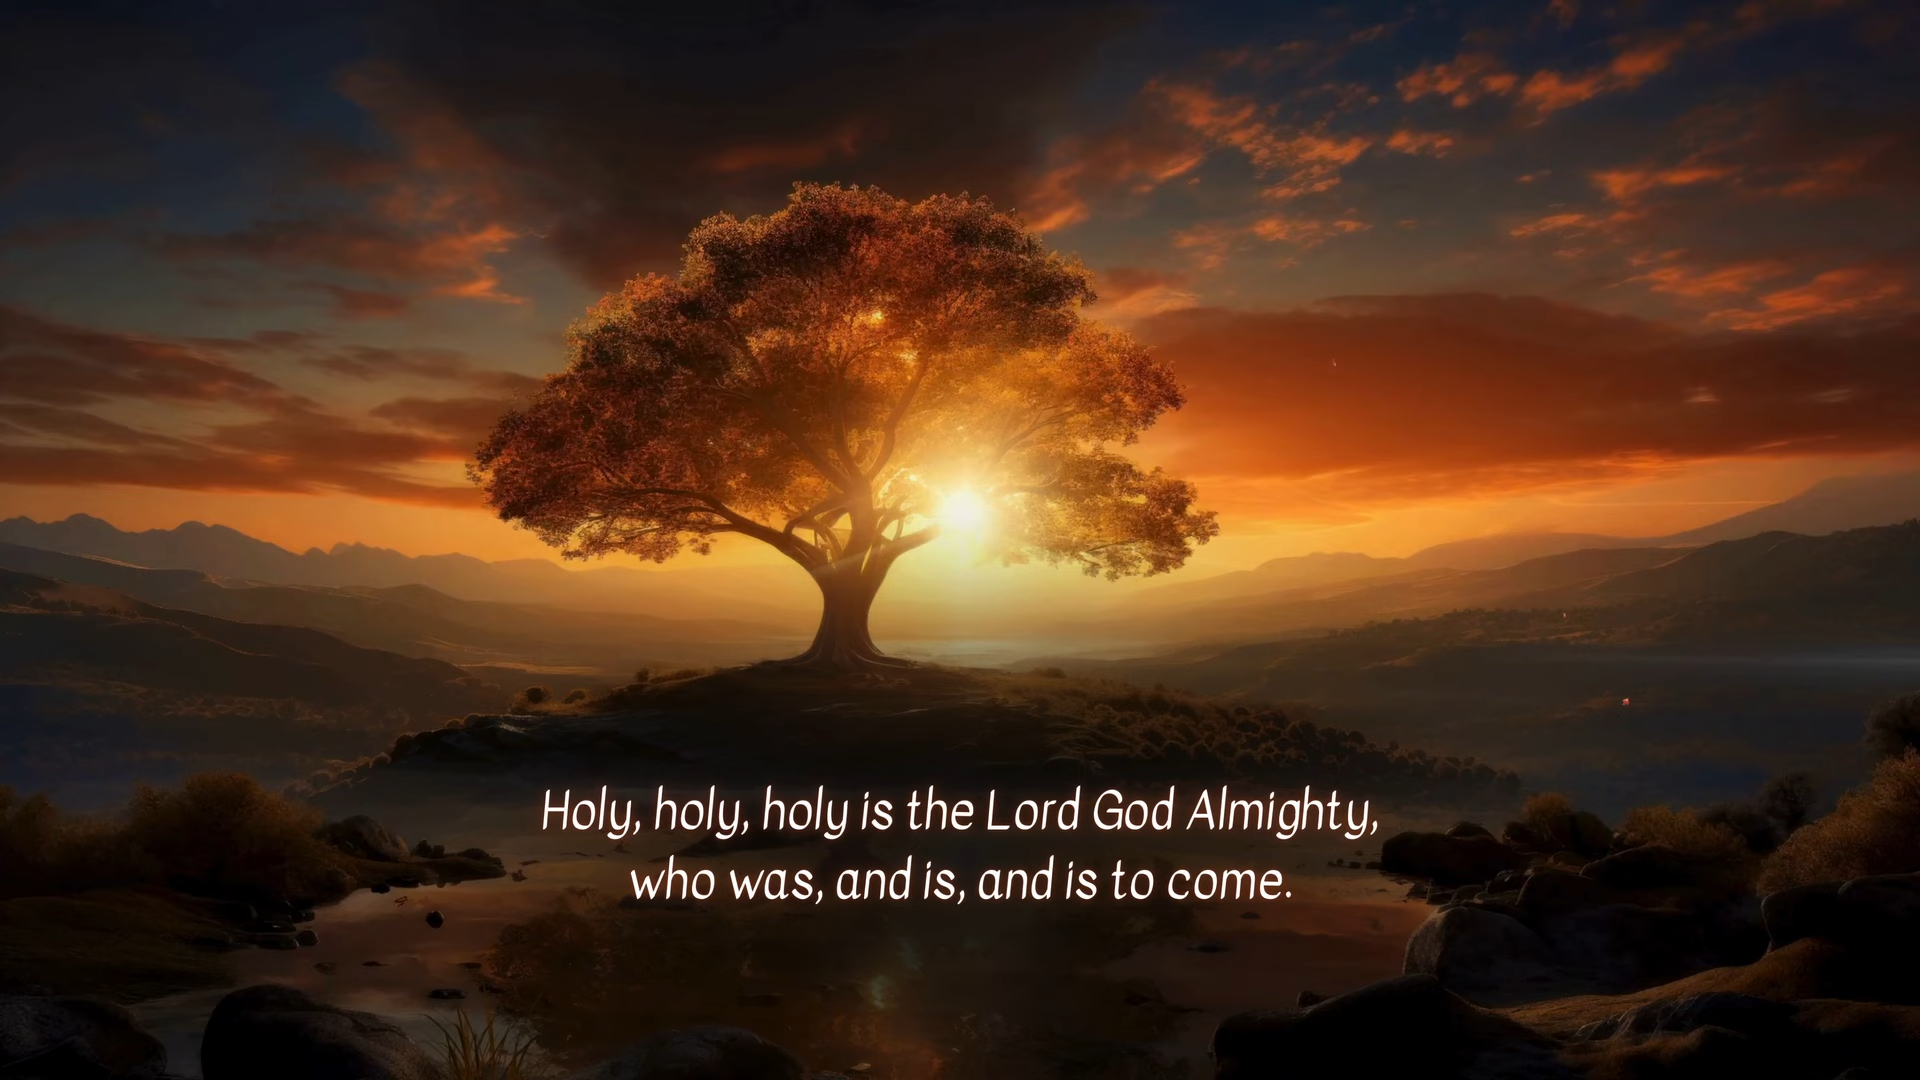 Holy, holy, holy is the Lord God Almighty,
who was, and is, and is to come.